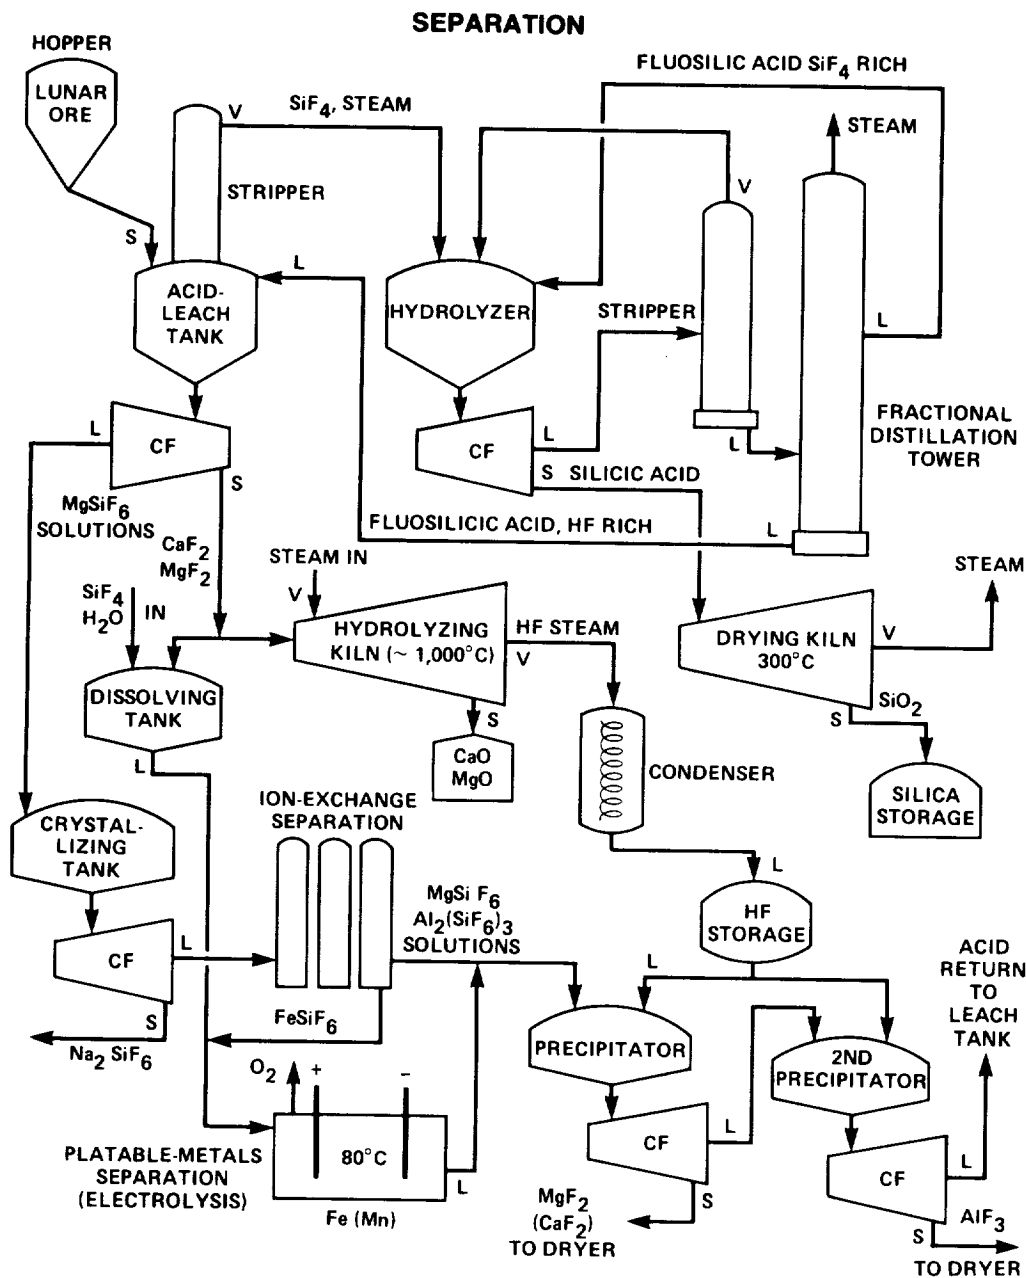 SEPARATION
HOPPER
LUNAR
ORE
V
SiF4, STEAM
FLUOSILIC ACID SiF4 RICH
STEAM
STRIPPER
V
S
L
ACID-
LEACH
TANK
HYDROLYZER
STRIPPER
L
CF
L
S
CF
L
S SILICIC ACID
L
FRACTIONAL
DISTILLATION
TOWER
MgSiF6
SOLUTIONS
FLUOSILICIC ACID, HF RICH
L
CaF2
MgF2
STEAM IN
V
STEAM
SiF4
H2O
IN
HYDROLYZING
KILN (~ 1,000°C)
HF STEAM
V
DRYING KILN
300°C
V
SiO2
S
DISSOLVING
TANK
S
L
CaO
MgO
CONDENSER
SILICA
STORAGE
ION-EXCHANGE
SEPARATION
CRYSTAL-
LIZING
TANK
L
MgSi F6
Al2(SiF6)3
SOLUTIONS
HF
STORAGE
CF
L
S
L
ACID
RETURN
TO
LEACH
TANK
FeSiF6
Na2 SiF6
PRECIPITATOR
2ND
PRECIPITATOR
O2
+
–
80°C
L
PLATABLE-METALS
SEPARATION
(ELECTROLYSIS)
Fe (Mn)
CF
L
S
MgF2
(CaF2)
TO DRYER
CF
L
S
AlF3
TO DRYER